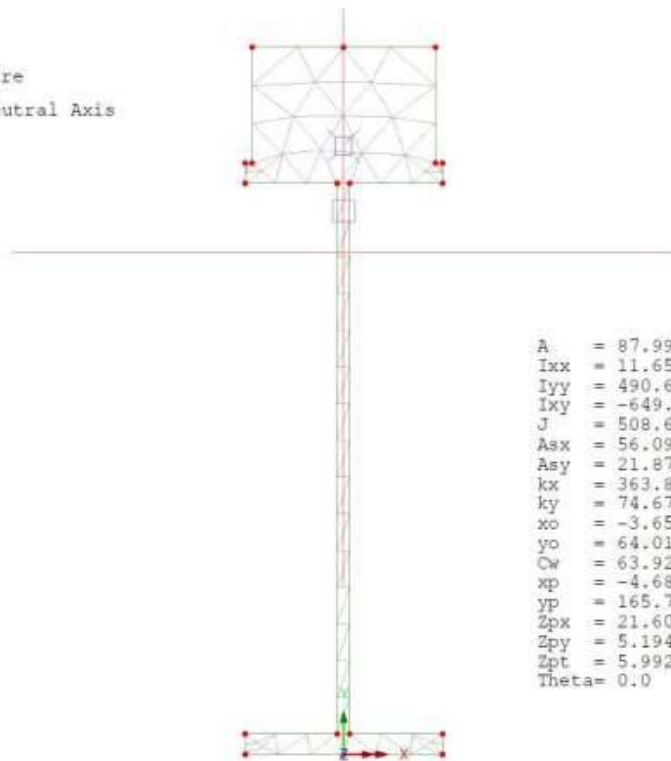 re
utral Axis
A = 87.99
Ixx = 11.65
Iyy = 490.6
Ixy = -649.
J = 508.6
Asx = 56.09
Asy = 21.87
kx = 363.8
ky = 74.67
xo = -3.65
yo = 64.01
Cw = 63.92
xp = -4.68
yp = 165.7
Zpx = 21.60
Zpy = 5.194
Zpt = 5.992
Theta= 0.0
Y
Z
X